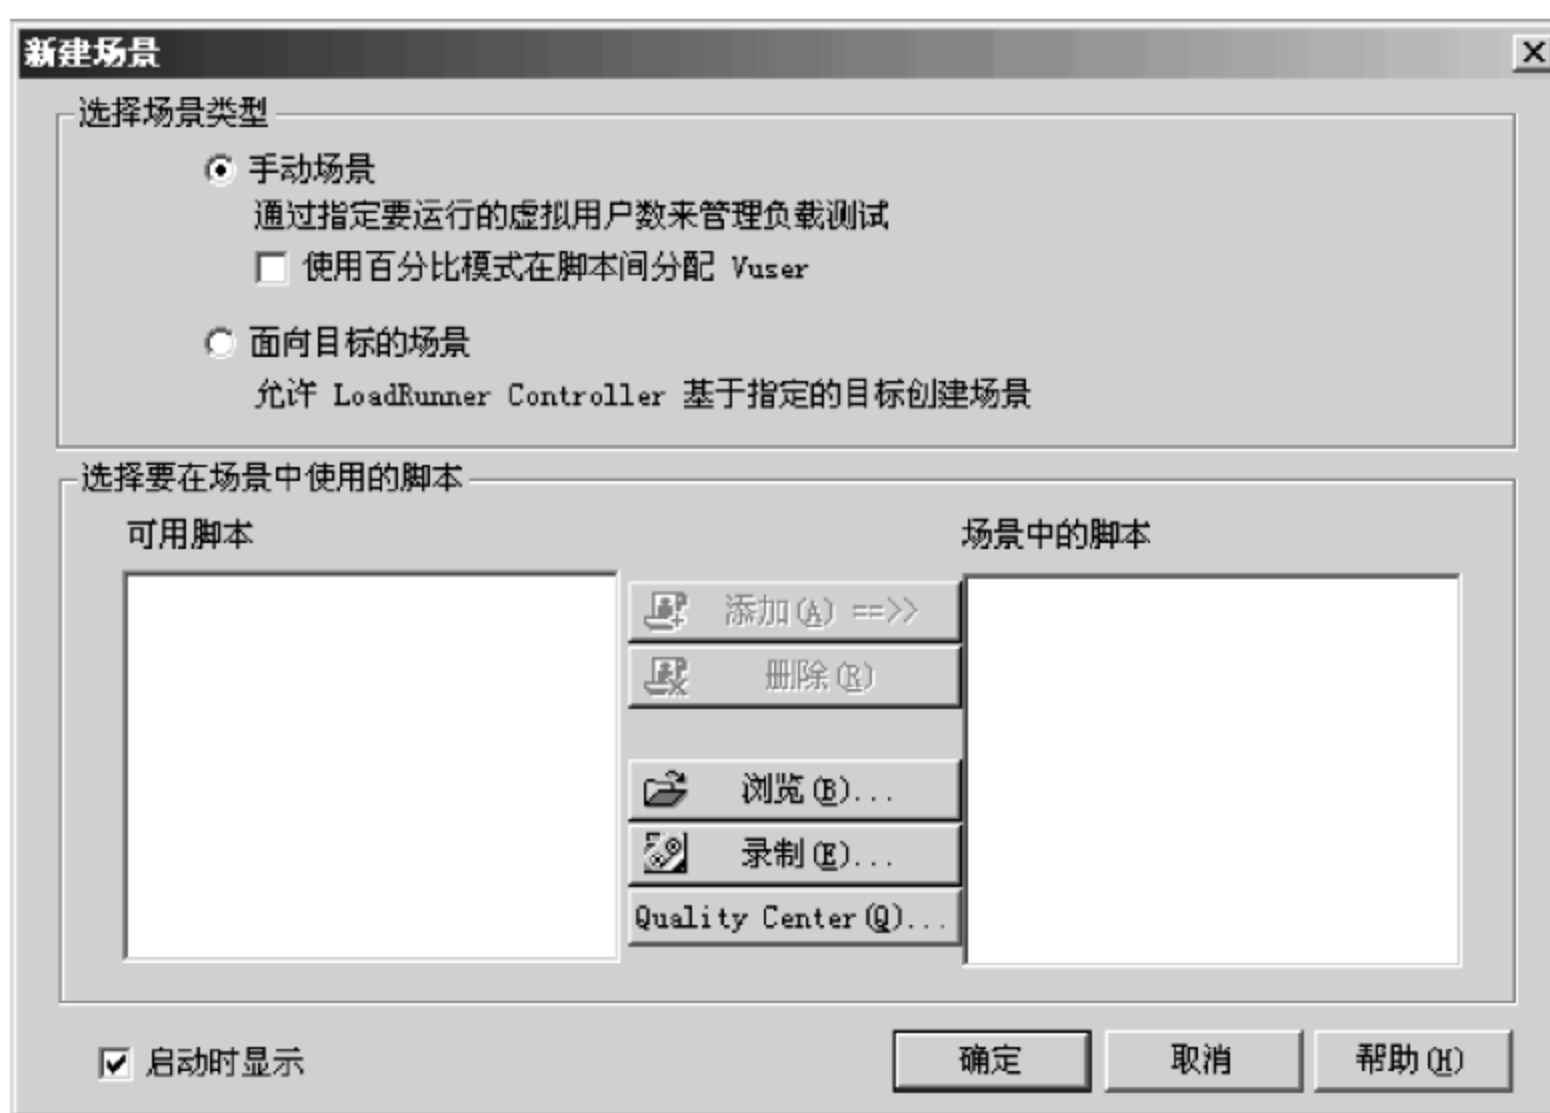 新建场景
选择场景类型
手动场景
通过指定要运行的虚拟用户数来管理负载测试
使用百分比模式在脚本间分配 Vuser
面向目标的场景
允许 LoadRunner Controller 基于指定的目标创建场景
选择要在场景中使用的脚本
可用脚本
场景中的脚本
添加(A) ==>>
删除(R)
浏览(B)...
录制(E)...
Quality Center(Q)...
启动时显示
确定
取消
帮助(H)